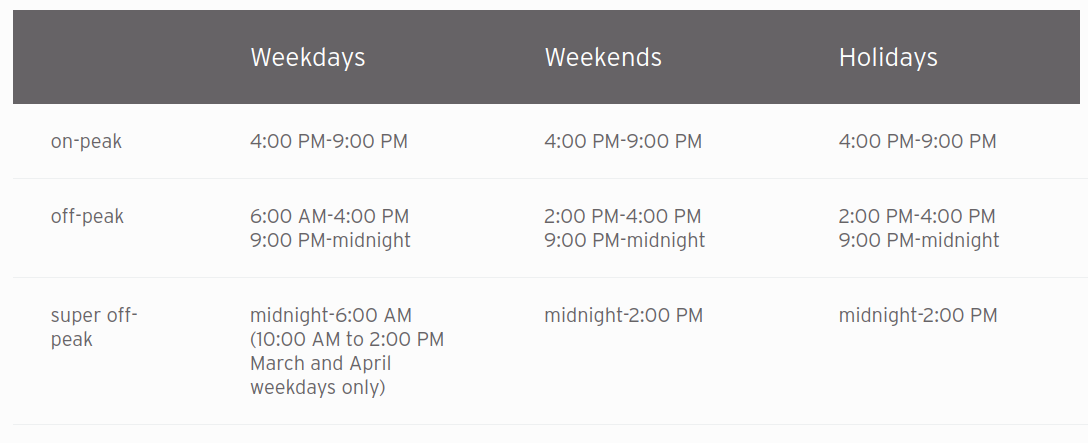 Weekdays Weekends Holidays
on-peak 4:00 PM-9:00 PM 4:00 PM-9:00 PM 4:00 PM-9:00 PM
off-peak 6:00 AM-4:00 PM 2:00 PM-4:00 PM 2:00 PM-4:00 PM
9:00 PM-midnight 9:00 PM-midnight 9:00 PM-midnight
super off- midnight-6:00 AM midnight-2:00 PM midnight-2:00 PM
peak (10:00 AM to 2:00 PM
March and April
weekdays only)